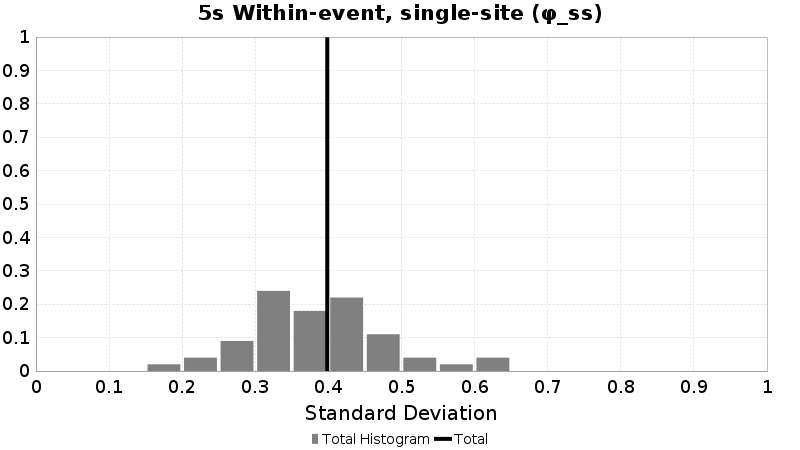 5s Within-event, single-site (φ_ss)
1
0.9
0.8
0.7
0.6
0.5
0.4
0.3
0.2
0.1
0
0 0.1 0.2 0.3 0.4 0.5 0.6 0.7 0.8 0.9 1
Standard Deviation
Total Histogram Total